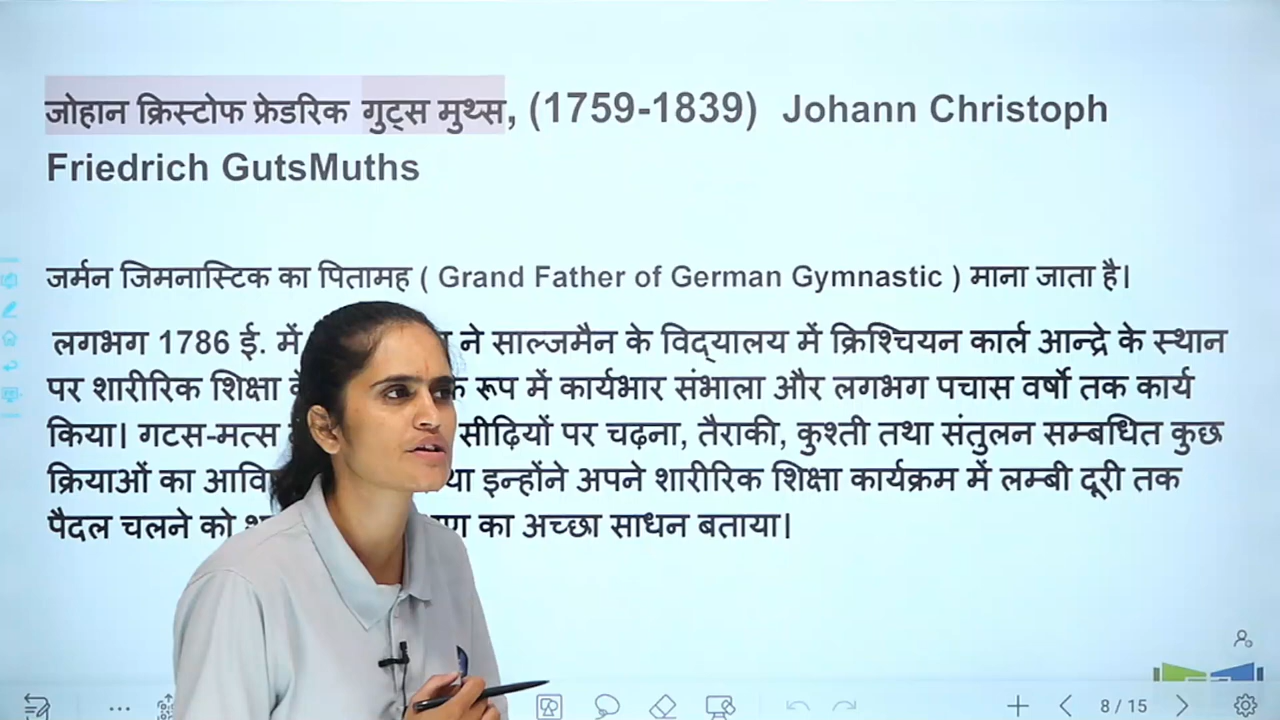 जोहान क्रिस्टोफ फ्रेडरिक गुट्स मुथ्स, (1759-1839) Johann Christoph
Friedrich GutsMuths
जर्मन जिमनास्टिक का पितामह ( Grand Father of German Gymnastic ) माना जाता है।
लगभग 1786 ई. में ने साल्जमैन के विद्यालय में क्रिश्चियन कार्ल आन्द्रे के स्थान
पर शारीरिक शिक्षा रूप में कार्यभार संभाला और लगभग पचास वर्षो तक कार्य
किया। गटस-मत्स सीढ़ियों पर चढ़ना, तैराकी, कुश्ती तथा संतुलन सम्बधित कुछ
क्रियाओं का इन्होंने अपने शारीरिक शिक्षा कार्यक्रम में लम्बी दूरी तक
पैदल चलने को का अच्छा साधन बताया।
8 / 15